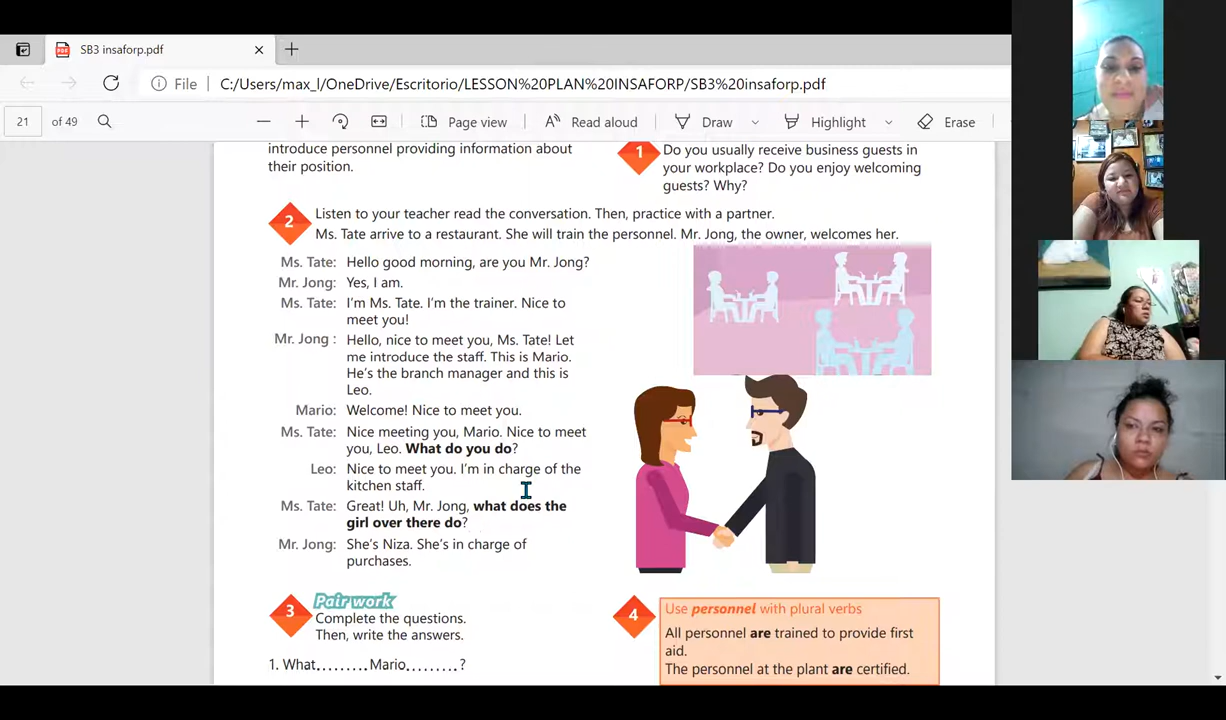 SB3 insaforp.pdf
File
C:/Users/max_l/OneDrive/Escritorio/LESSON%20PLAN%20INSAFORP/SB3%20insaforp.pdf
21 of 49
Page view
Read aloud
Draw
Highlight
Erase
introduce personnel providing information about
their position.
1
Do you usually receive business guests in
your workplace? Do you enjoy welcoming
guests? Why?
2
Listen to your teacher read the conversation. Then, practice with a partner.
Ms. Tate arrive to a restaurant. She will train the personnel. Mr. Jong, the owner, welcomes her.
Ms. Tate: Hello good morning, are you Mr. Jong?
Mr. Jong: Yes, I am.
Ms. Tate: I'm Ms. Tate. I'm the trainer. Nice to
meet you!
Mr. Jong : Hello, nice to meet you, Ms. Tate! Let
me introduce the staff. This is Mario.
He's the branch manager and this is
Leo.
Mario: Welcome! Nice to meet you.
Ms. Tate: Nice meeting you, Mario. Nice to meet
you, Leo. What do you do?
Leo: Nice to meet you. I'm in charge of the
kitchen staff.
Ms. Tate: Great! Uh, Mr. Jong, what does the
girl over there do?
Mr. Jong: She's Niza. She's in charge of
purchases.
3
Pair work
Complete the questions.
Then, write the answers.
1. What.........Mario.........?
4
Use personnel with plural verbs
All personnel are trained to provide first
aid.
The personnel at the plant are certified.